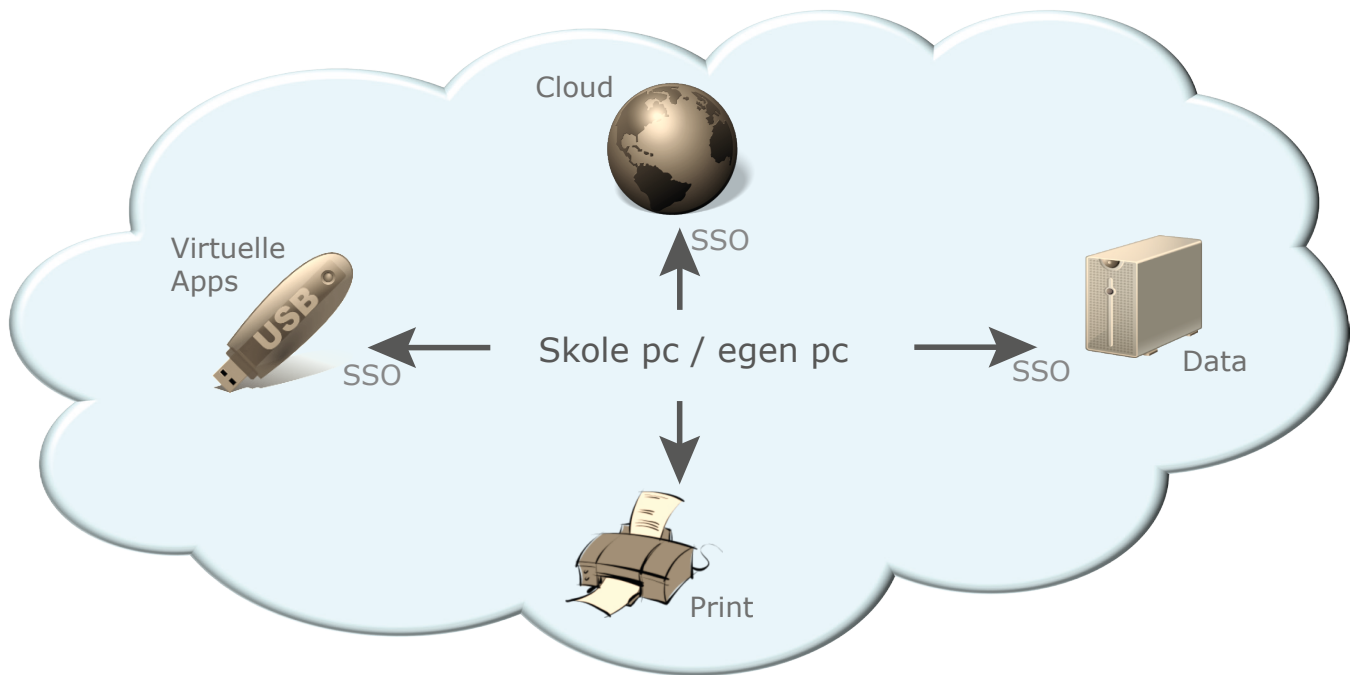 Cloud
SSO
Virtuelle
Apps
USB
SSO
Skole pc / egen pc
SSO
Data
Print